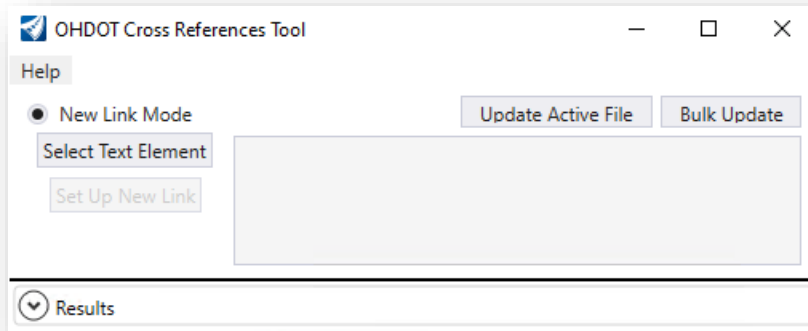 OHDOT Cross References Tool
Help
New Link Mode
Update Active File
Bulk Update
Select Text Element
Set Up New Link
Results